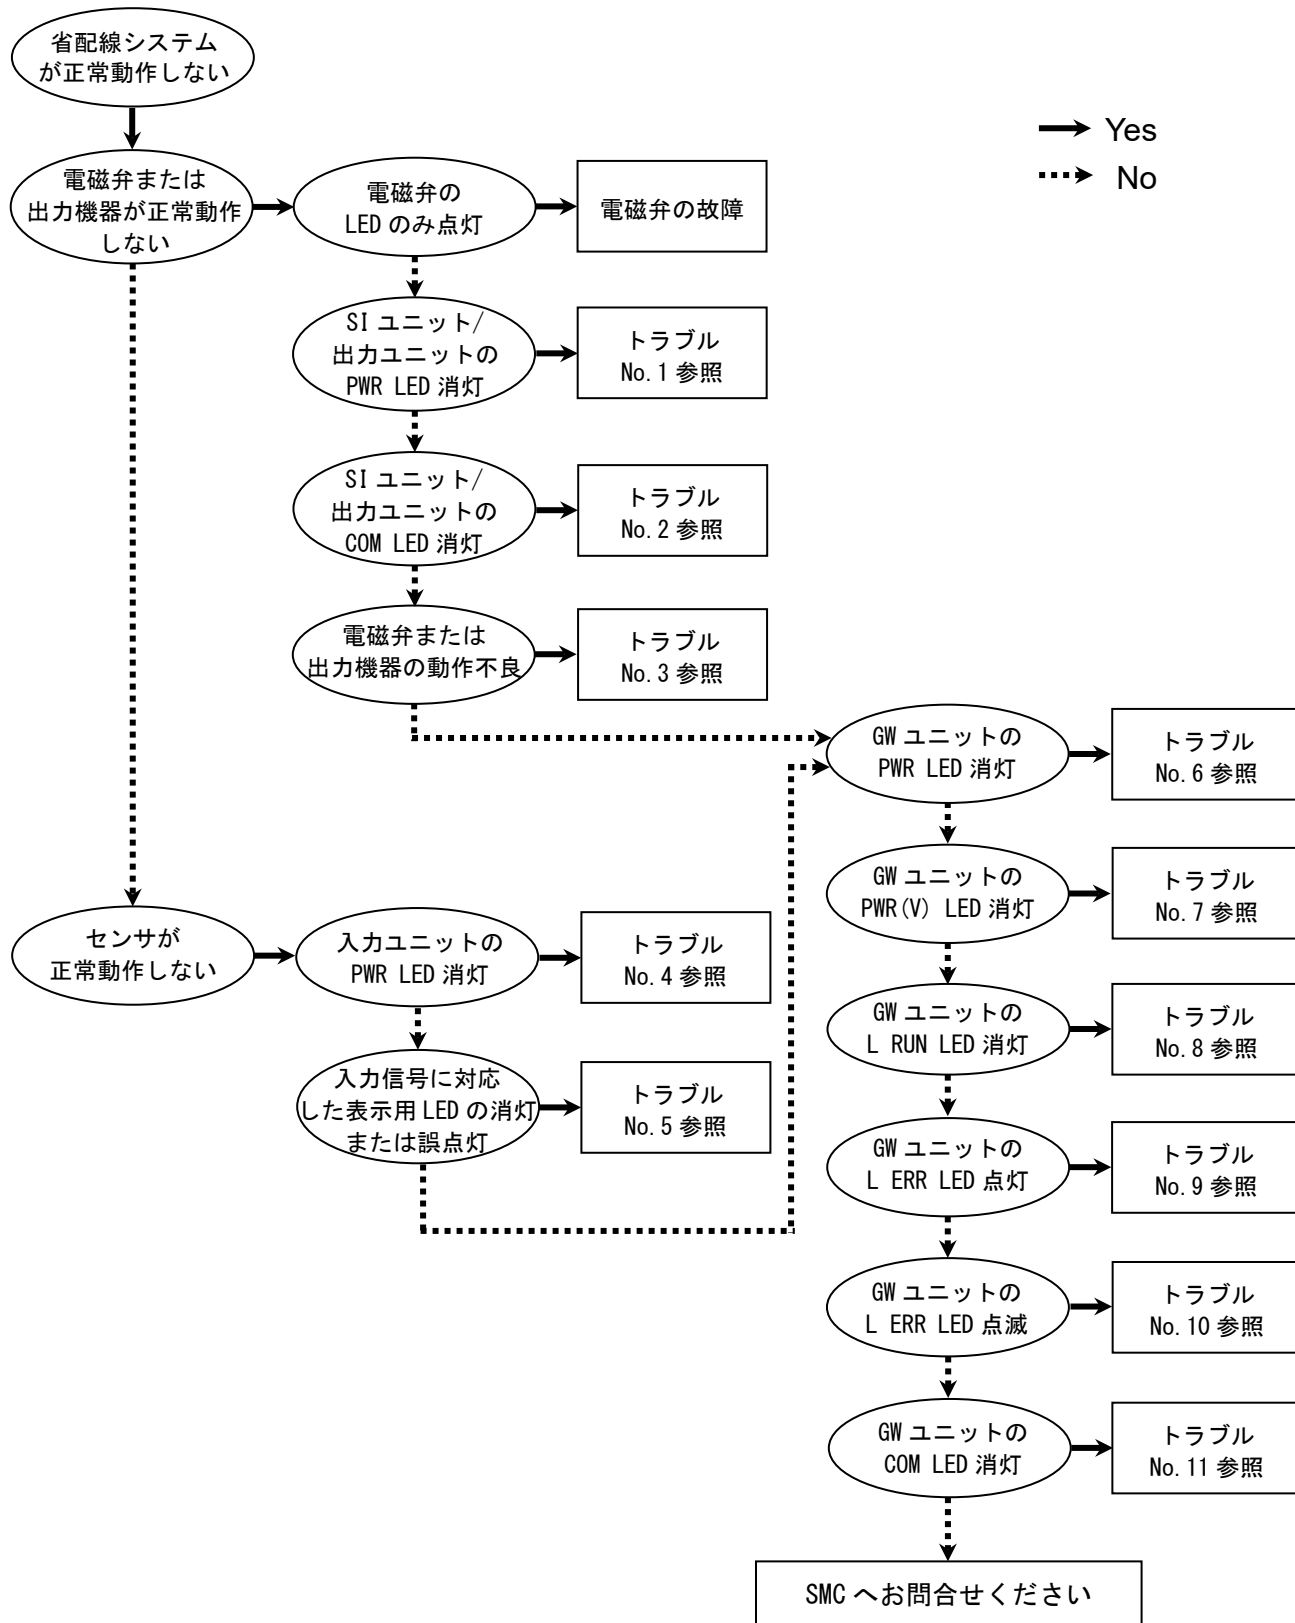 省配線システム
が正常動作しない
Yes
No
電磁弁または
出力機器が正常動作
しない
電磁弁の
LED のみ点灯
電磁弁の故障
SI ユニット/
出力ユニットの
PWR LED 消灯
トラブル
No.1 参照
SI ユニット/
出力ユニットの
COM LED 消灯
トラブル
No.2 参照
電磁弁または
出力機器の動作不良
トラブル
No.3 参照
GW ユニットの
PWR LED 消灯
トラブル
No.6 参照
GW ユニットの
PWR(V) LED 消灯
トラブル
No.7 参照
センサが
正常動作しない
入力ユニットの
PWR LED 消灯
トラブル
No.4 参照
GW ユニットの
L RUN LED 消灯
トラブル
No.8 参照
入力信号に対応
した表示用 LED の消灯
または誤点灯
トラブル
No.5 参照
GW ユニットの
L ERR LED 点灯
トラブル
No.9 参照
GW ユニットの
L ERR LED 点滅
トラブル
No.10 参照
GW ユニットの
COM LED 消灯
トラブル
No.11 参照
SMC へお問合せください